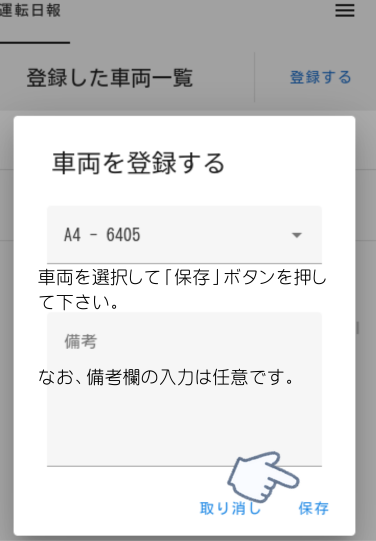 運転日報
登録した車両一覧
登録する
車両を登録する
A4 - 6405
車両を選択して「保存」ボタンを押し
て下さい。
備考
なお、備考欄の入力は任意です。
取り消し
保存